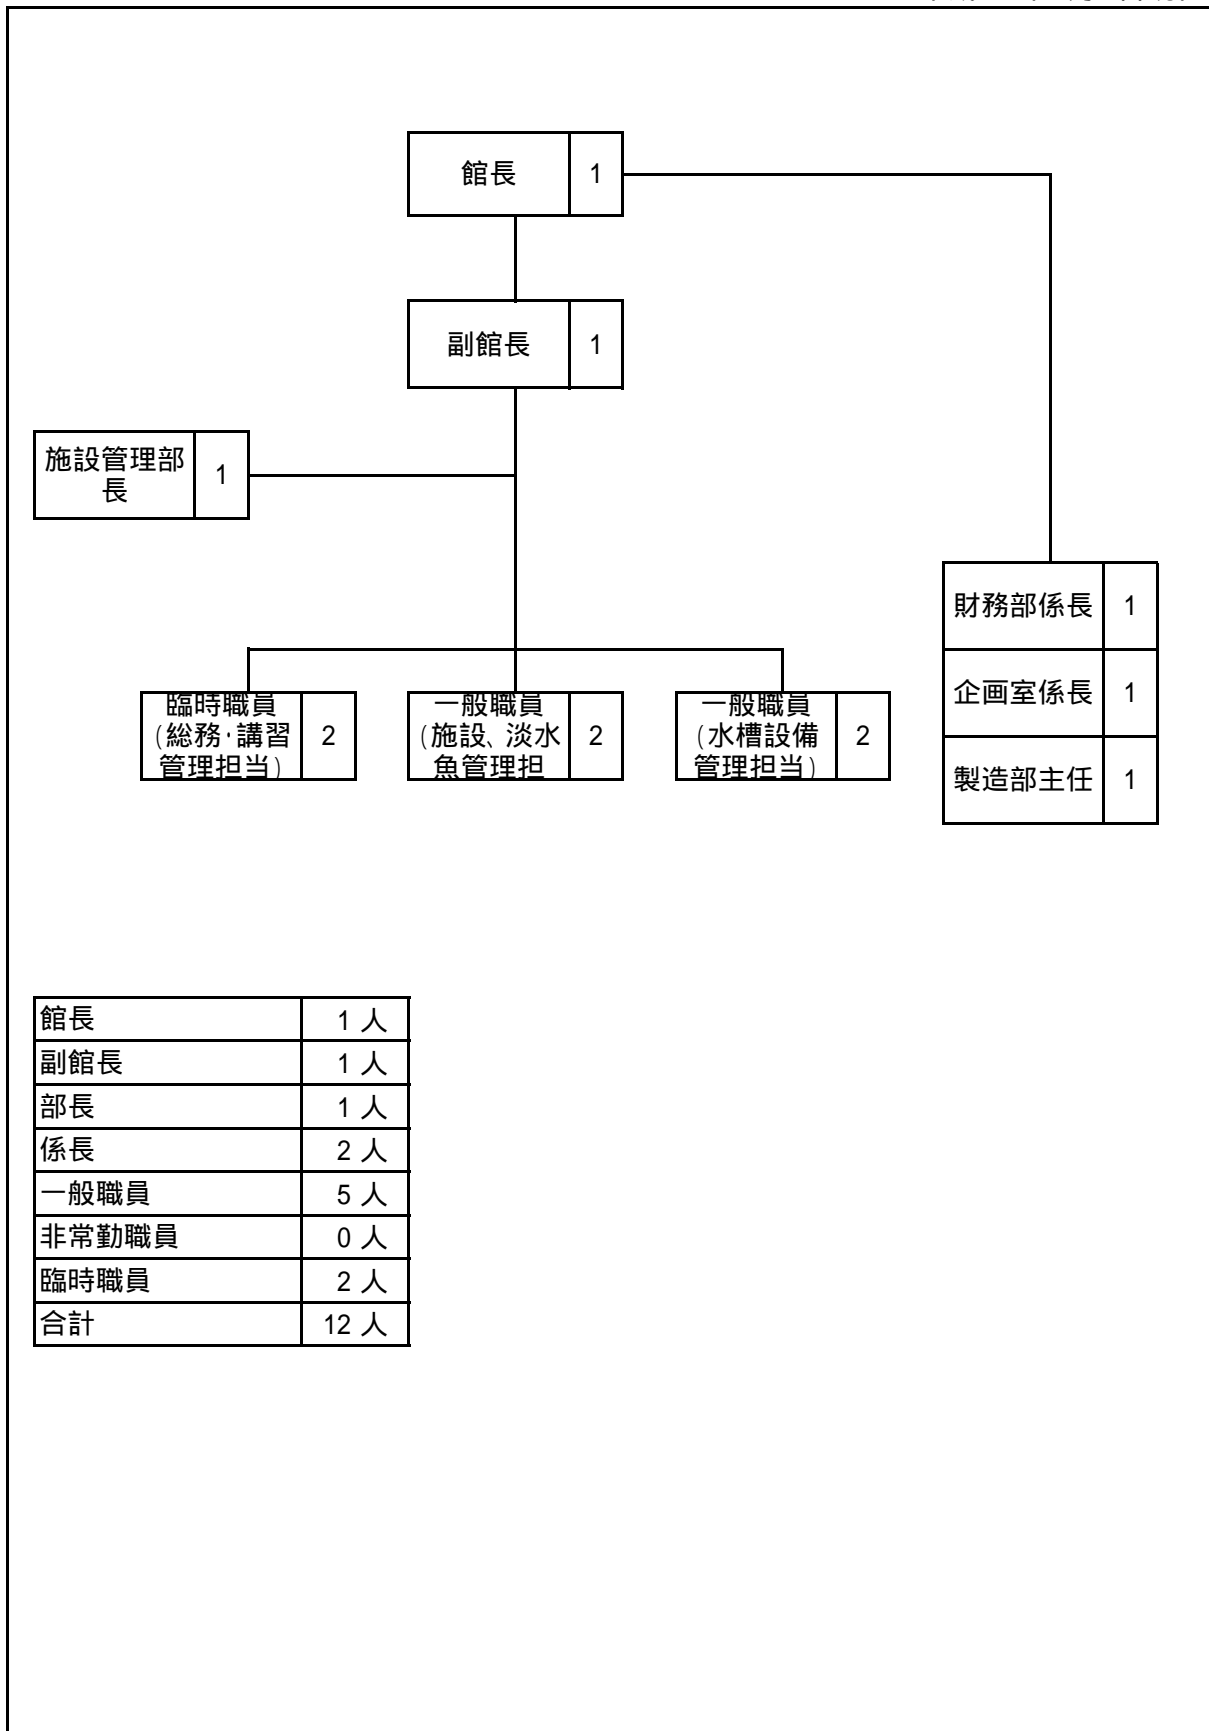 館長 1
副館長 1
施設管理部 1
長
財務部係長 1
企画室係長 1
製造部主任 1
臨時職員
(総務・講習 2
管理担当)
一般職員
(施設、淡水 2
魚管理担
一般職員
(水槽設備 2
管理担当)
館長 1 人
副館長 1 人
部長 1 人
係長 2 人
一般職員 5 人
非常勤職員 0 人
臨時職員 2 人
合計 12 人